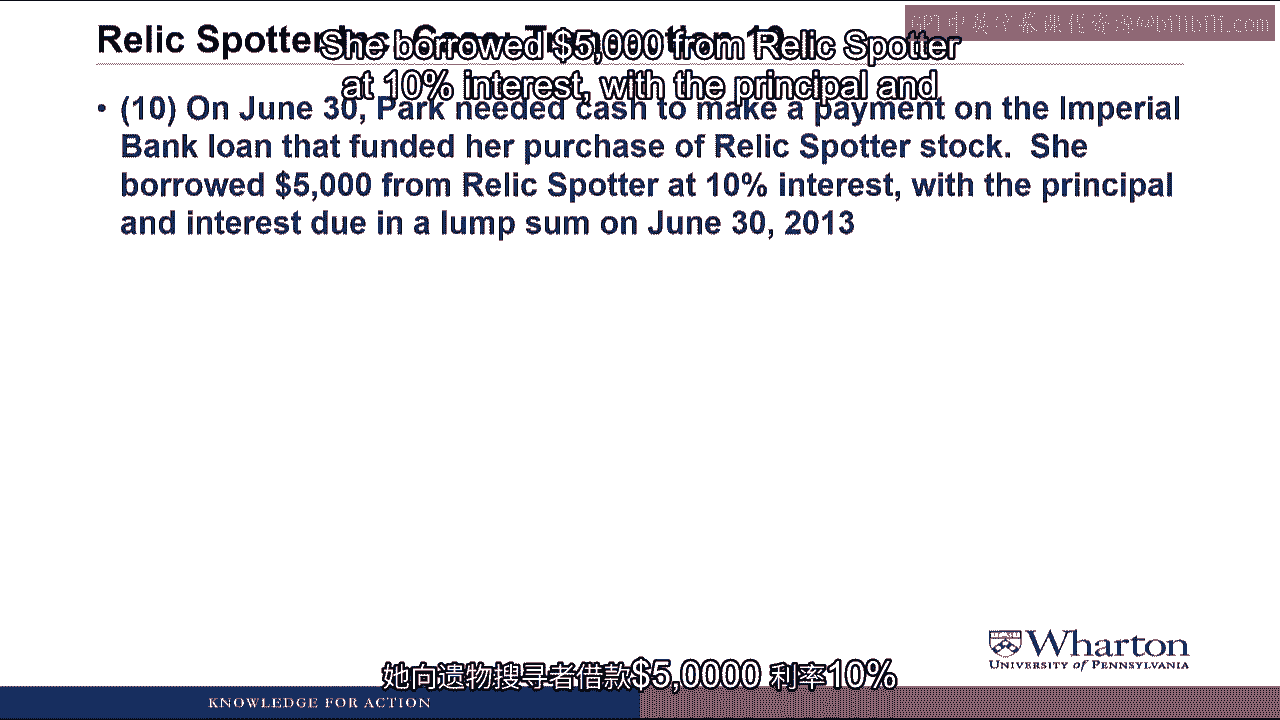 Relic Spotter Inc. Case: Transaction 10
She borrowed $5,000 from Relic Spotter
at 10% interest, with the principal and
• (10) On June 30, Park needed cash to make a payment on the Imperial
Bank loan that funded her purchase of Relic Spotter stock. She
borrowed $5,000 from Relic Spotter at 10% interest, with the principal
and interest due in a lump sum on June 30, 2013
Wharton
UNIVERSITY of PENNSYLVANIA
她向遗物搜寻者借款$5,0000 利率10%
KNOWLEDGE FOR ACTION